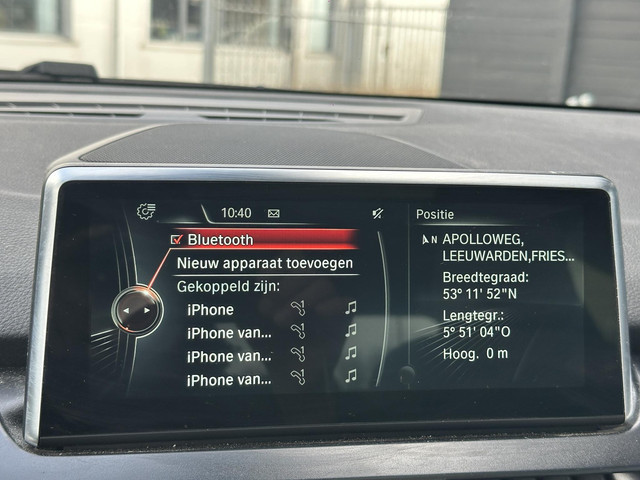 10:40
Bluetooth
Nieuw apparaat toevoegen
Gekoppeld zijn:
iPhone
iPhone van...
iPhone van...
iPhone van...
Positie
N APOLLOWEG,
LEEUWARDEN,FRIES...
Breedtegraad:
53° 11' 52"N
Lengtegr.:
5° 51' 04"O
Hoog. 0 m